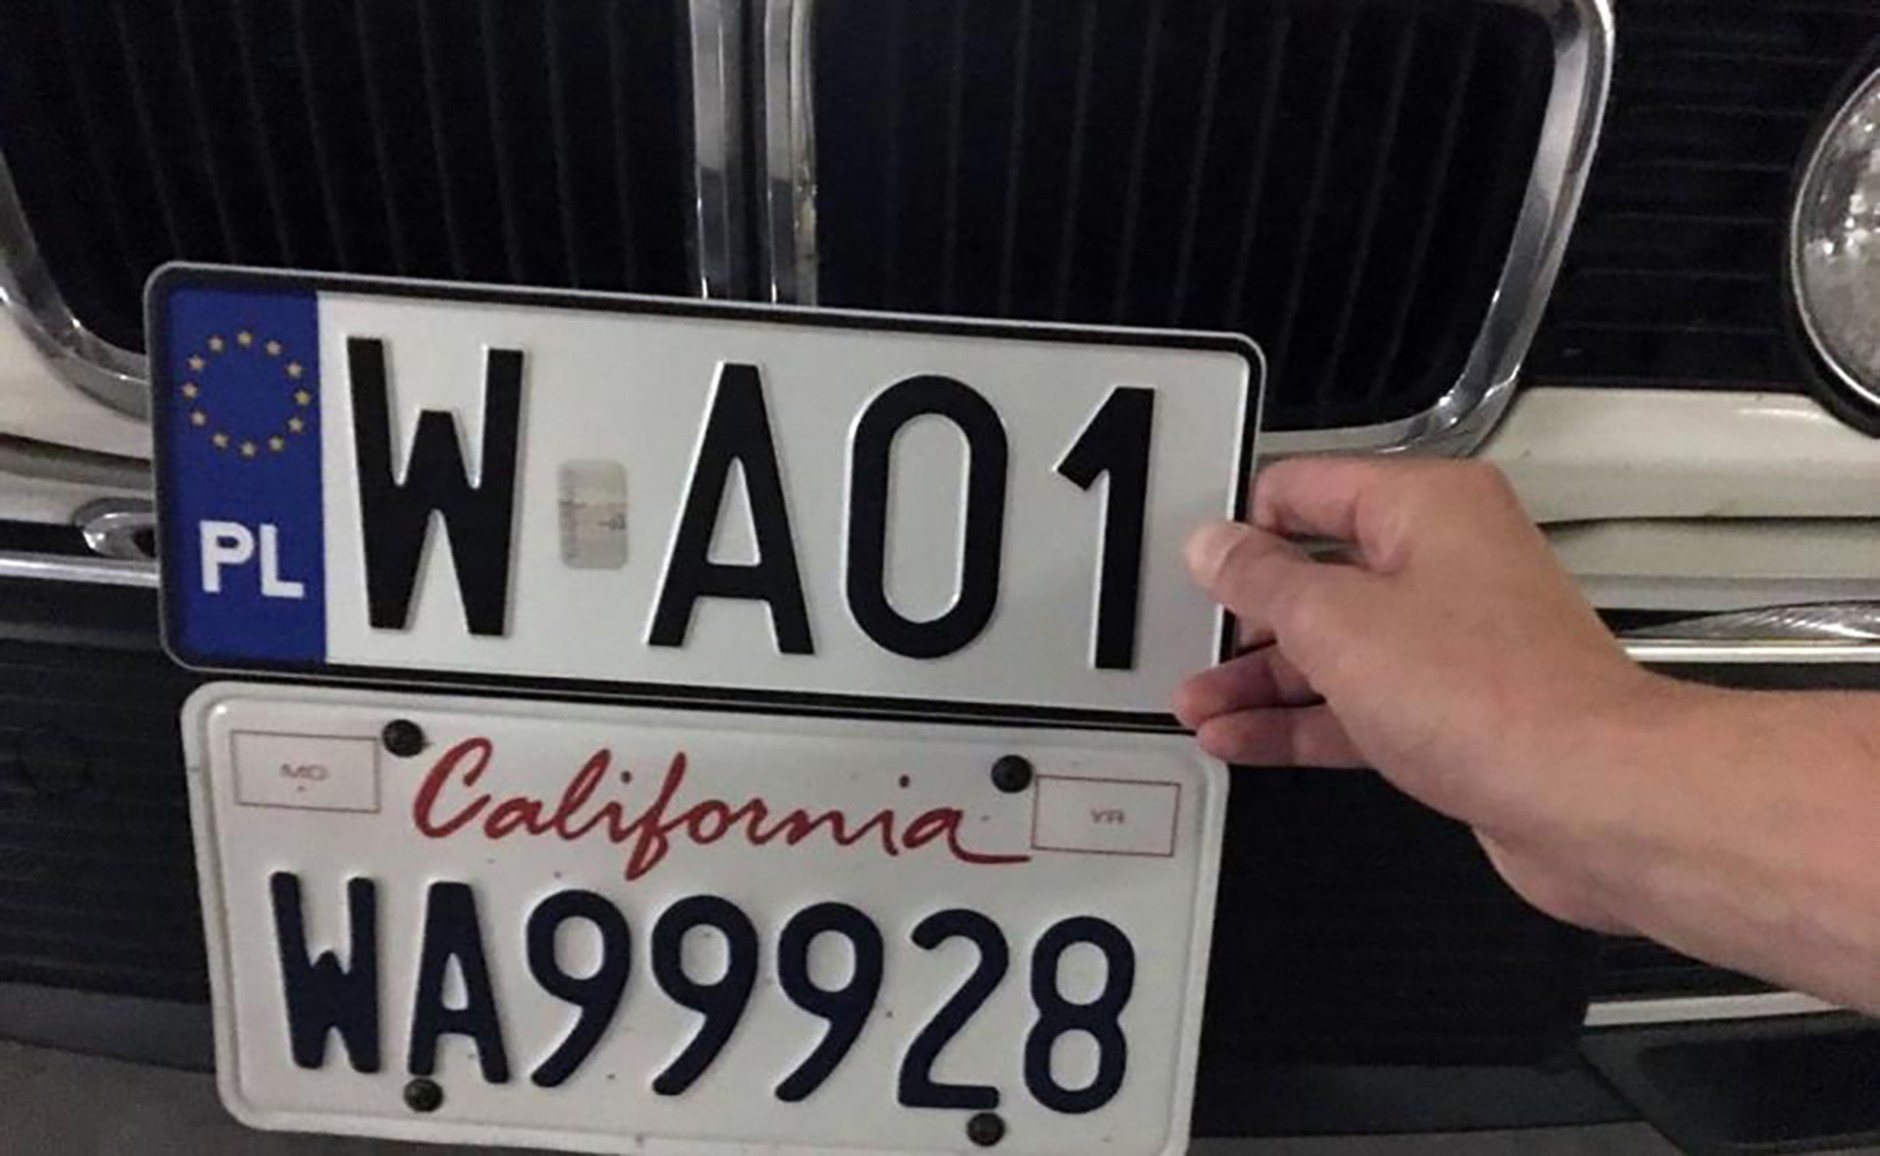 PL W A01
MO
California
YR
WA99928